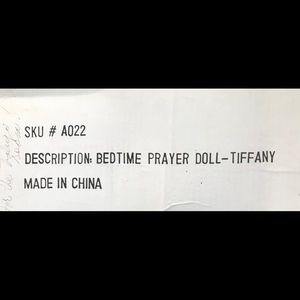 SKU # A022
DESCRIPTION: BEDTIME PRAYER DOLL-TIFFANY
MADE IN CHINA